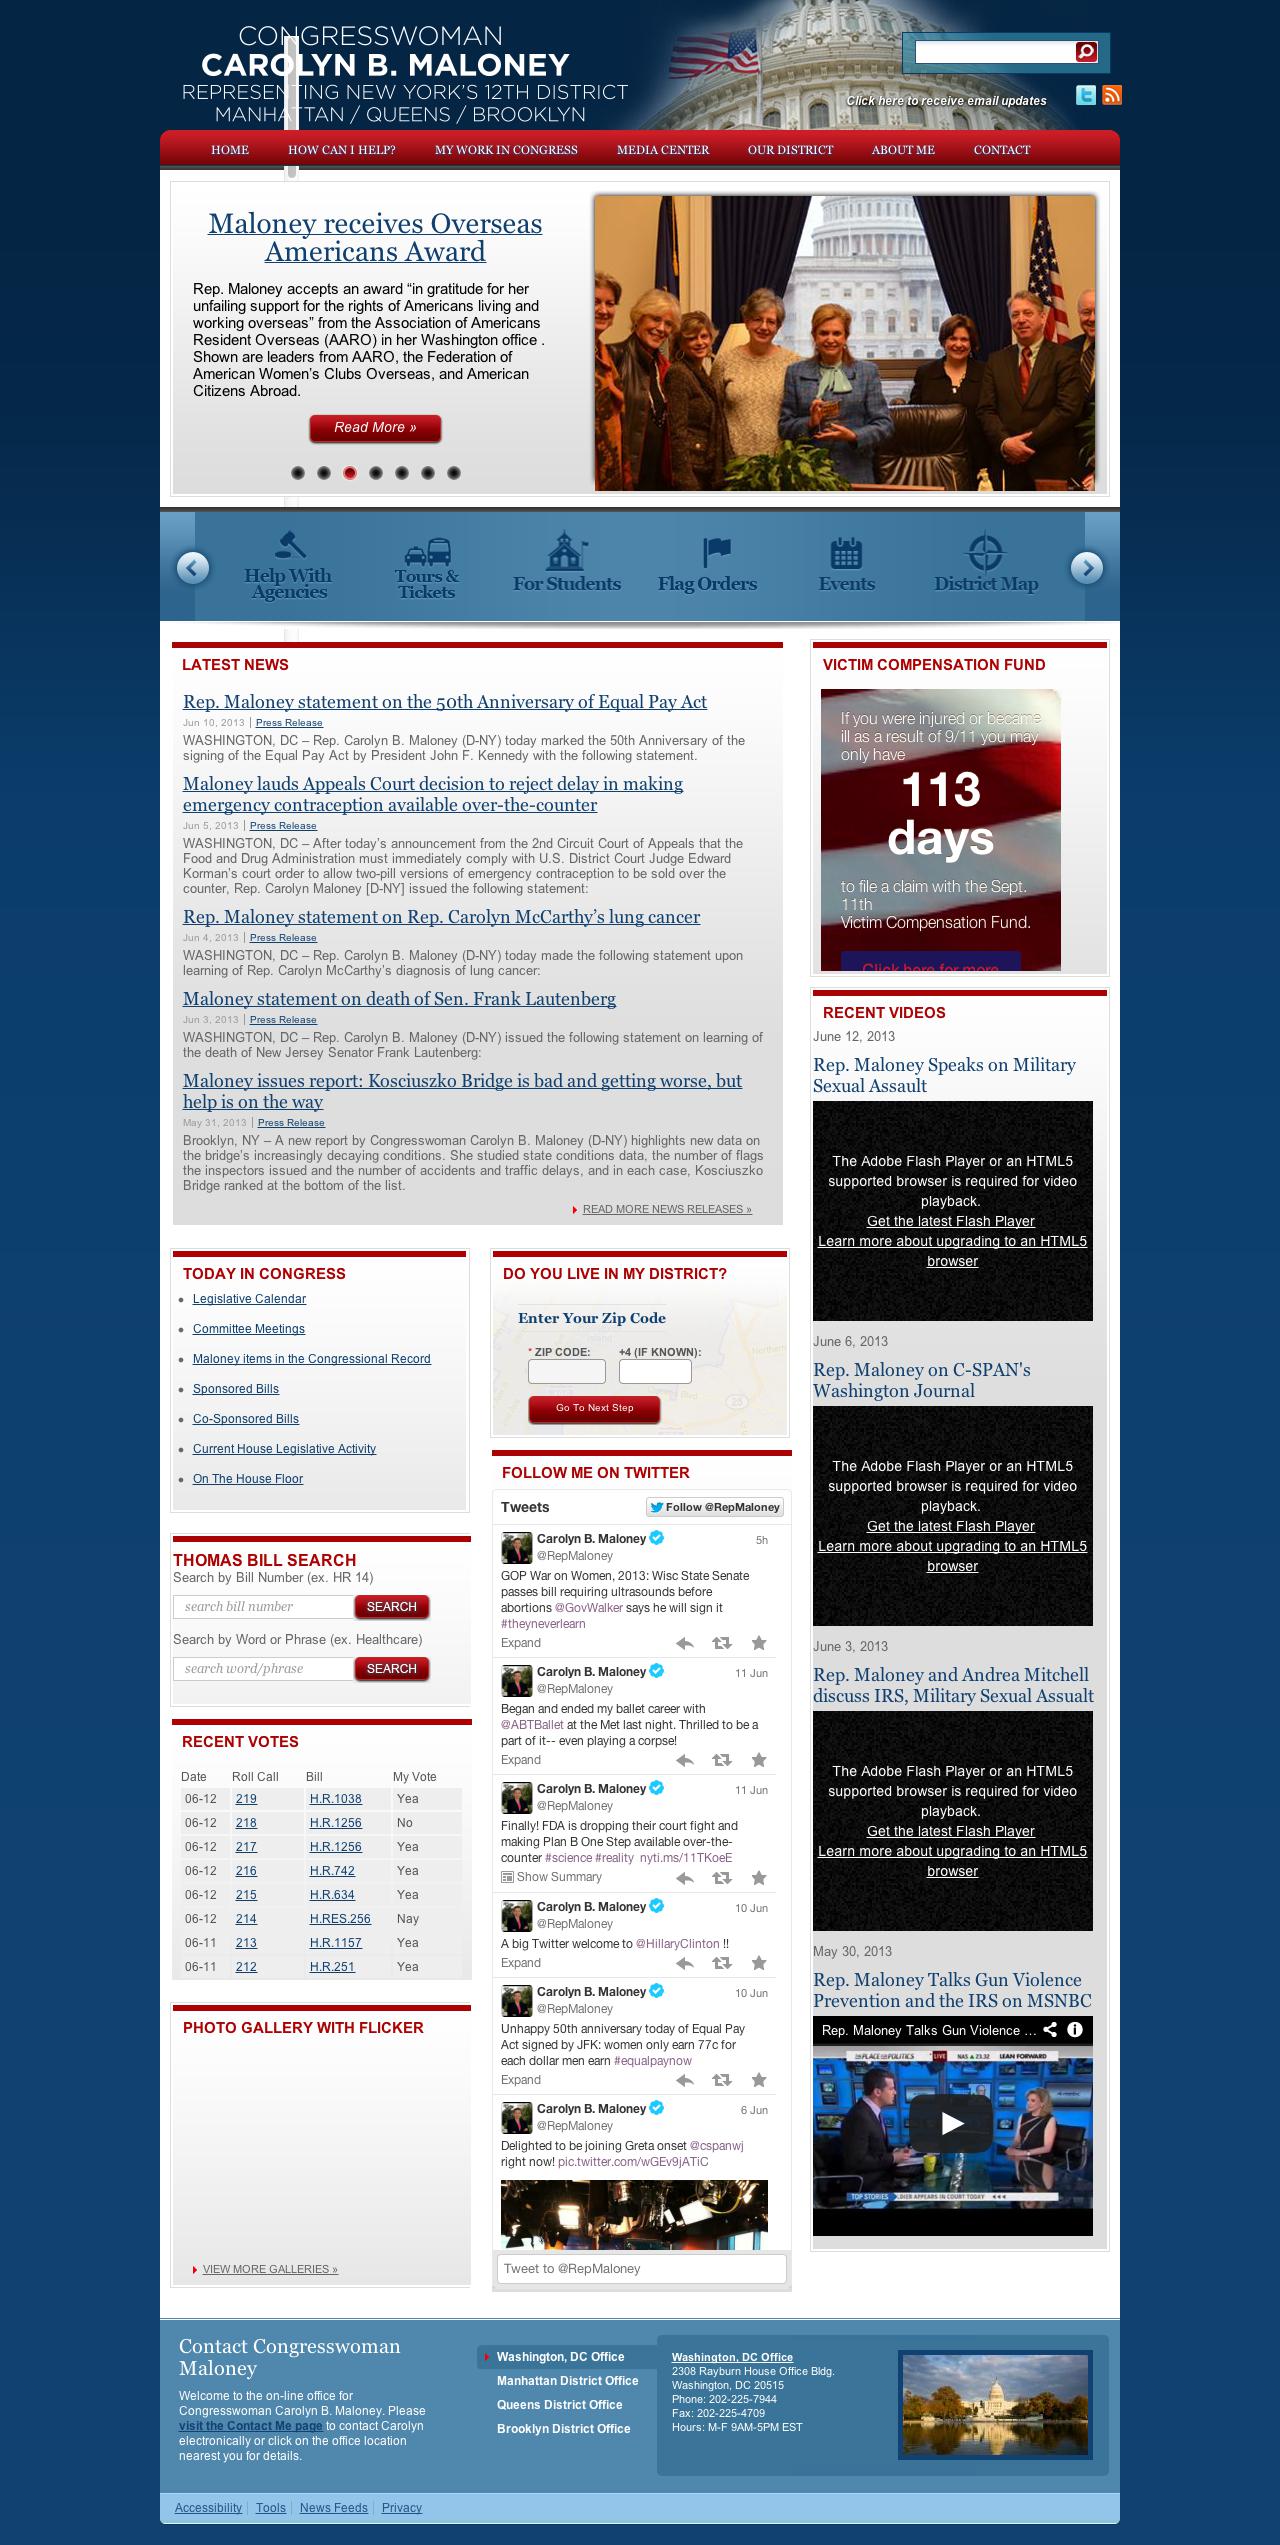 CONGRESSWOMAN
CAROLYN B. MALONEY
REPRESENTING NEW YORK'S 12TH DISTRICT
MANHATTAN / QUEENS / BROOKLYN
Click here to receive email updates
HOME HOW CAN I HELP? MY WORK IN CONGRESS MEDIA CENTER OUR DISTRICT ABOUT ME CONTACT
Maloney receives Overseas
Americans Award
Rep. Maloney accepts an award “in gratitude for her
unfailing support for the rights of Americans living and
working overseas” from the Association of Americans
Resident Overseas (AARO) in her Washington office .
Shown are leaders from AARO, the Federation of
American Women’s Clubs Overseas, and American
Citizens Abroad.
Read More »
Help With
Agencies
Tours &
Tickets
For Students
Flag Orders
Events
District Map
LATEST NEWS
Rep. Maloney statement on the 50th Anniversary of Equal Pay Act
Jun 10, 2013 | Press Release
WASHINGTON, DC – Rep. Carolyn B. Maloney (D-NY) today marked the 50th Anniversary of the
signing of the Equal Pay Act by President John F. Kennedy with the following statement.
Maloney lauds Appeals Court decision to reject delay in making
emergency contraception available over-the-counter
Jun 5, 2013 | Press Release
WASHINGTON, DC – After today’s announcement from the 2nd Circuit Court of Appeals that the
Food and Drug Administration must immediately comply with U.S. District Court Judge Edward
Korman’s court order to allow two-pill versions of emergency contraception to be sold over the
counter, Rep. Carolyn Maloney [D-NY] issued the following statement:
Rep. Maloney statement on Rep. Carolyn McCarthy’s lung cancer
Jun 4, 2013 | Press Release
WASHINGTON, DC – Rep. Carolyn B. Maloney (D-NY) today made the following statement upon
learning of Rep. Carolyn McCarthy’s diagnosis of lung cancer:
Maloney statement on death of Sen. Frank Lautenberg
Jun 3, 2013 | Press Release
WASHINGTON, DC – Rep. Carolyn B. Maloney (D-NY) issued the following statement on learning of
the death of New Jersey Senator Frank Lautenberg:
Maloney issues report: Kosciuszko Bridge is bad and getting worse, but
help is on the way
May 31, 2013 | Press Release
Brooklyn, NY – A new report by Congresswoman Carolyn B. Maloney (D-NY) highlights new data on
the bridge’s increasingly decaying conditions. She studied state conditions data, the number of flags
the inspectors issued and the number of accidents and traffic delays, and in each case, Kosciuszko
Bridge ranked at the bottom of the list.
READ MORE NEWS RELEASES »
VICTIM COMPENSATION FUND
If you were injured or became
ill as a result of 9/11 you may
only have
113
days
to file a claim with the Sept.
11th
Victim Compensation Fund.
Click here for more
RECENT VIDEOS
June 12, 2013
Rep. Maloney Speaks on Military
Sexual Assault
The Adobe Flash Player or an HTML5
supported browser is required for video
playback.
Get the latest Flash Player
Learn more about upgrading to an HTML5
browser
June 6, 2013
Rep. Maloney on C-SPAN's
Washington Journal
The Adobe Flash Player or an HTML5
supported browser is required for video
playback.
Get the latest Flash Player
Learn more about upgrading to an HTML5
browser
June 3, 2013
Rep. Maloney and Andrea Mitchell
discuss IRS, Military Sexual Assualt
The Adobe Flash Player or an HTML5
supported browser is required for video
playback.
Get the latest Flash Player
Learn more about upgrading to an HTML5
browser
May 30, 2013
Rep. Maloney Talks Gun Violence
Prevention and the IRS on MSNBC
Rep. Maloney Talks Gun Violence ...
PLACE POLITICS LIVE NAS ▲ 23.32 LEAN FORWARD
TOP STORIES LDIER APPEARS IN COURT TODAY
TODAY IN CONGRESS
Legislative Calendar
Committee Meetings
Maloney items in the Congressional Record
Sponsored Bills
Co-Sponsored Bills
Current House Legislative Activity
On The House Floor
THOMAS BILL SEARCH
Search by Bill Number (ex. HR 14)
search bill number SEARCH
Search by Word or Phrase (ex. Healthcare)
search word/phrase SEARCH
RECENT VOTES
Date Roll Call Bill My Vote
06-12 219 H.R.1038 Yea
06-12 218 H.R.1256 No
06-12 217 H.R.1256 Yea
06-12 216 H.R.742 Yea
06-12 215 H.R.634 Yea
06-12 214 H.RES.256 Nay
06-11 213 H.R.1157 Yea
06-11 212 H.R.251 Yea
PHOTO GALLERY WITH FLICKER
VIEW MORE GALLERIES »
DO YOU LIVE IN MY DISTRICT?
Enter Your Zip Code
* ZIP CODE: +4 (IF KNOWN):
Go To Next Step
FOLLOW ME ON TWITTER
Tweets Follow @RepMaloney
Carolyn B. Maloney 5h
@RepMaloney
GOP War on Women, 2013: Wisc State Senate
passes bill requiring ultrasounds before
abortions @GovWalker says he will sign it
#theyneverlearn
Expand
Carolyn B. Maloney 11 Jun
@RepMaloney
Began and ended my ballet career with
@ABTBallet at the Met last night. Thrilled to be a
part of it-- even playing a corpse!
Expand
Carolyn B. Maloney 11 Jun
@RepMaloney
Finally! FDA is dropping their court fight and
making Plan B One Step available over-the-
counter #science #reality nyti.ms/11TKoeE
Show Summary
Carolyn B. Maloney 10 Jun
@RepMaloney
A big Twitter welcome to @HillaryClinton !!
Expand
Carolyn B. Maloney 10 Jun
@RepMaloney
Unhappy 50th anniversary today of Equal Pay
Act signed by JFK: women only earn 77c for
each dollar men earn #equalpaynow
Expand
Carolyn B. Maloney 6 Jun
@RepMaloney
Delighted to be joining Greta onset @cspanwj
right now! pic.twitter.com/wGEv9jATiC
Tweet to @RepMaloney
Contact Congresswoman
Maloney
Welcome to the on-line office for
Congresswoman Carolyn B. Maloney. Please
visit the Contact Me page to contact Carolyn
electronically or click on the office location
nearest you for details.
Washington, DC Office
Manhattan District Office
Queens District Office
Brooklyn District Office
Washington, DC Office
2308 Rayburn House Office Bldg.
Washington, DC 20515
Phone: 202-225-7944
Fax: 202-225-4709
Hours: M-F 9AM-5PM EST
Accessibility | Tools | News Feeds | Privacy